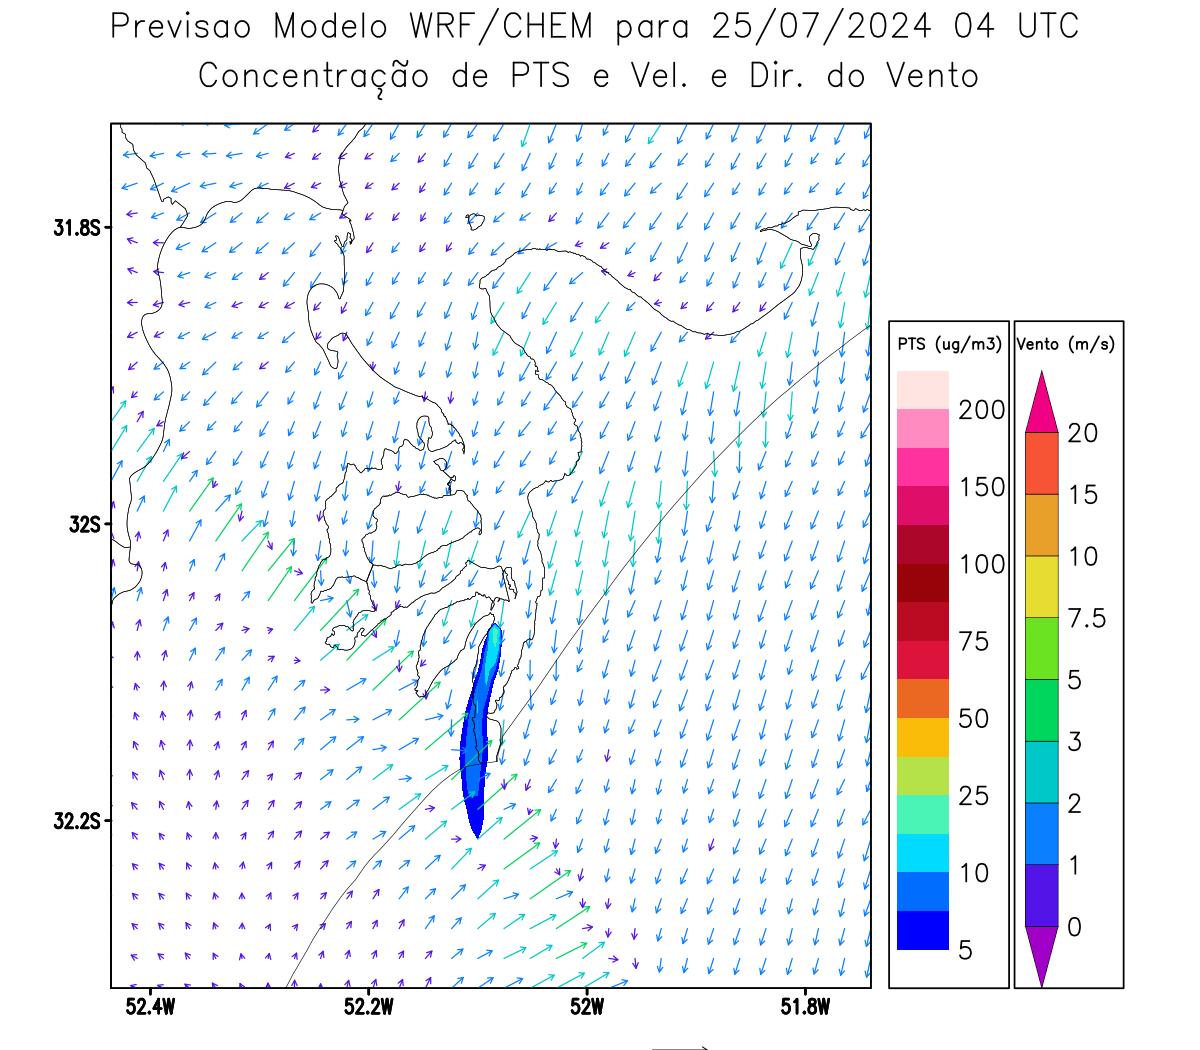 Previsao Modelo WRF/CHEM para 25/07/2024 04 UTC
Concentração de PTS e Vel. e Dir. do Vento
31.8S
32S
32.2S
52.4W
52.2W
52W
51.8W
PTS (ug/m3)
200
150
100
75
50
25
10
5
Vento (m/s)
20
15
10
7.5
5
3
2
1
0